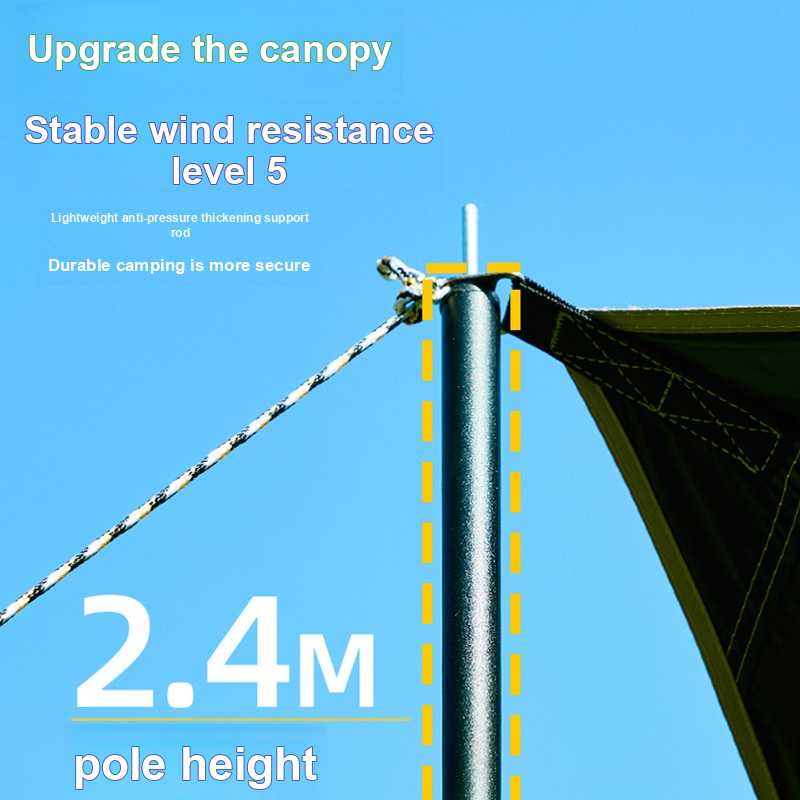 Upgrade the canopy
Stable wind resistance
level 5
Lightweight anti-pressure thickening support
rod
Durable camping is more secure
2.4M
pole height